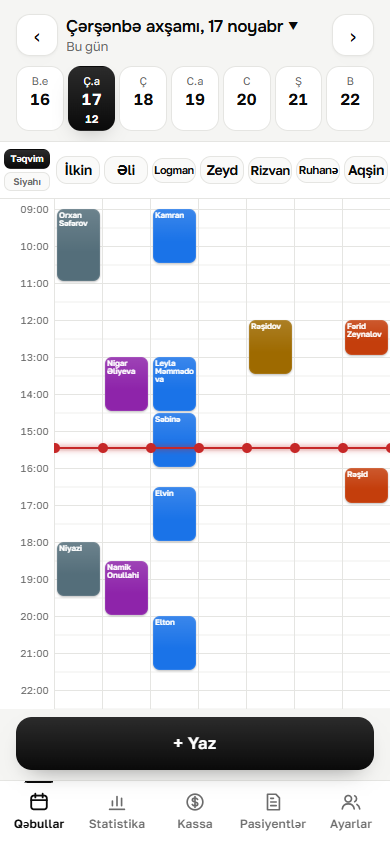 ‹
Çərşənbə axşamı, 17 noyabr ▼
Bu gün
›
B.e
16
Ç.a
17
12
Ç
18
C.a
19
C
20
Ş
21
B
22
Təqvim
Siyahı
İlkin
Əli
Logman
Zeyd
Rizvan
Ruhanə
Aqşin
09:00
Orxan
Səfərov
Kamran
10:00
11:00
12:00
Rəşidov
Fərid
Zeynalov
13:00
Nigar
Əliyeva
Leyla
Məmmədo
va
14:00
Səbinə
15:00
16:00
Rəşid
Elvin
17:00
18:00
Niyazi
Namik
Onullahi
19:00
20:00
Elton
21:00
22:00
+ Yaz
Qəbullar
Statistika
Kassa
Pasiyentlər
Ayarlar